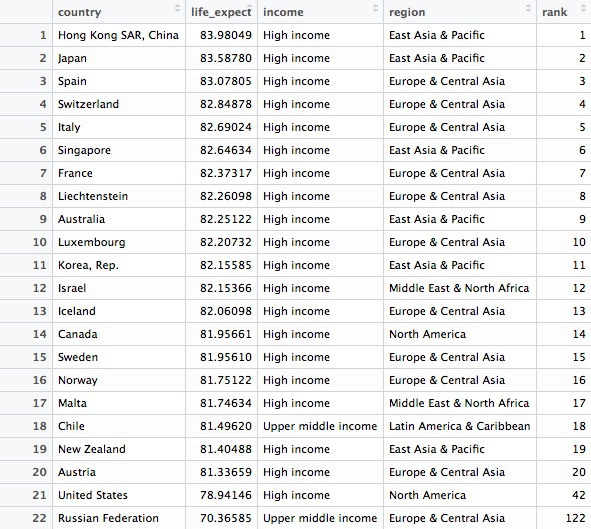 country life_expect income region rank
1 Hong Kong SAR, China 83.98049 High income East Asia & Pacific 1
2 Japan 83.58780 High income East Asia & Pacific 2
3 Spain 83.07805 High income Europe & Central Asia 3
4 Switzerland 82.84878 High income Europe & Central Asia 4
5 Italy 82.69024 High income Europe & Central Asia 5
6 Singapore 82.64634 High income East Asia & Pacific 6
7 France 82.37317 High income Europe & Central Asia 7
8 Liechtenstein 82.26098 High income Europe & Central Asia 8
9 Australia 82.25122 High income East Asia & Pacific 9
10 Luxembourg 82.20732 High income Europe & Central Asia 10
11 Korea, Rep. 82.15585 High income East Asia & Pacific 11
12 Israel 82.15366 High income Middle East & North Africa 12
13 Iceland 82.06098 High income Europe & Central Asia 13
14 Canada 81.95661 High income North America 14
15 Sweden 81.95610 High income Europe & Central Asia 15
16 Norway 81.75122 High income Europe & Central Asia 16
17 Malta 81.74634 High income Middle East & North Africa 17
18 Chile 81.49620 Upper middle income Latin America & Caribbean 18
19 New Zealand 81.40488 High income East Asia & Pacific 19
20 Austria 81.33659 High income Europe & Central Asia 20
21 United States 78.94146 High income North America 42
22 Russian Federation 70.36585 Upper middle income Europe & Central Asia 122